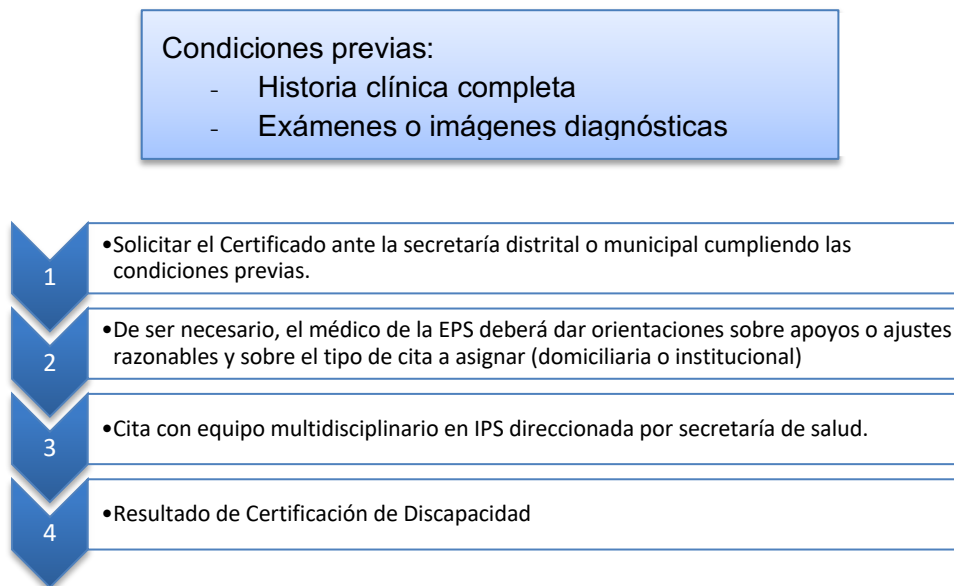 Condiciones previas:
- Historia clínica completa
- Exámenes o imágenes diagnósticas
1
•Solicitar el Certificado ante la secretaría distrital o municipal cumpliendo las
condiciones previas.
2
•De ser necesario, el médico de la EPS deberá dar orientaciones sobre apoyos o ajustes
razonables y sobre el tipo de cita a asignar (domiciliaria o institucional)
3
•Cita con equipo multidisciplinario en IPS direccionada por secretaría de salud.
4
•Resultado de Certificación de Discapacidad